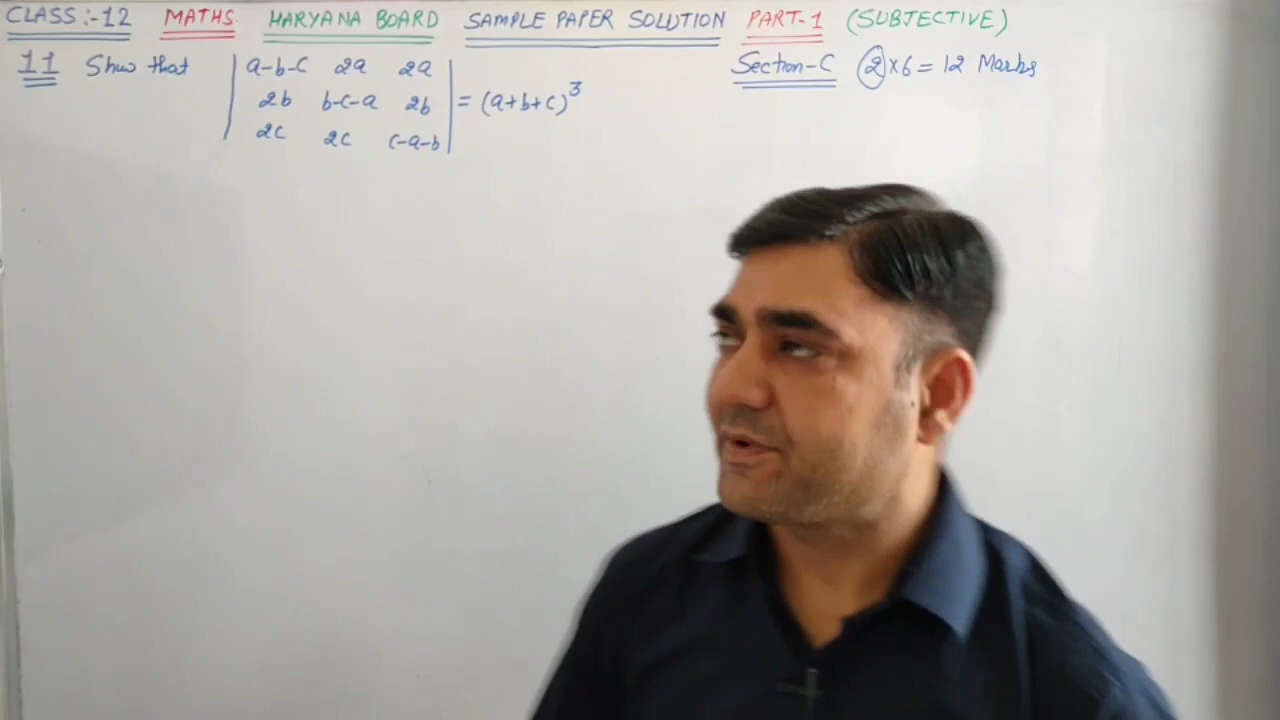 CLASS:-12 MATHS. HARYANA BOARD SAMPLE PAPER SOLUTION PART-1 (SUBJECTIVE)
11 Show that | a-b-c 2a 2a | Section-C 2×6=12 Marks
| 2b b-c-a 2b | = (a+b+c)³
| 2c 2c c-a-b |